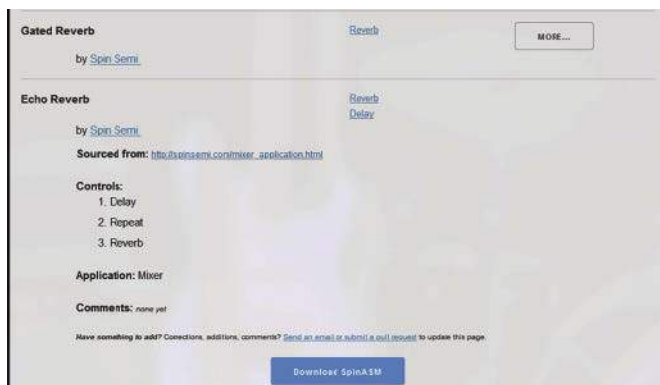 Gated Reverb Reverb MORE...
by Spin Semi
Echo Reverb Reverb
Delay
by Spin Semi
Sourced from: http://spinsemi.com/mixer_application.html
Controls:
1. Delay
2. Repeat
3. Reverb
Application: Mixer
Comments: none yet
Have something to add? Corrections, additions, comments? Send an email or submit a pull request to update this page.
Download SpinASM